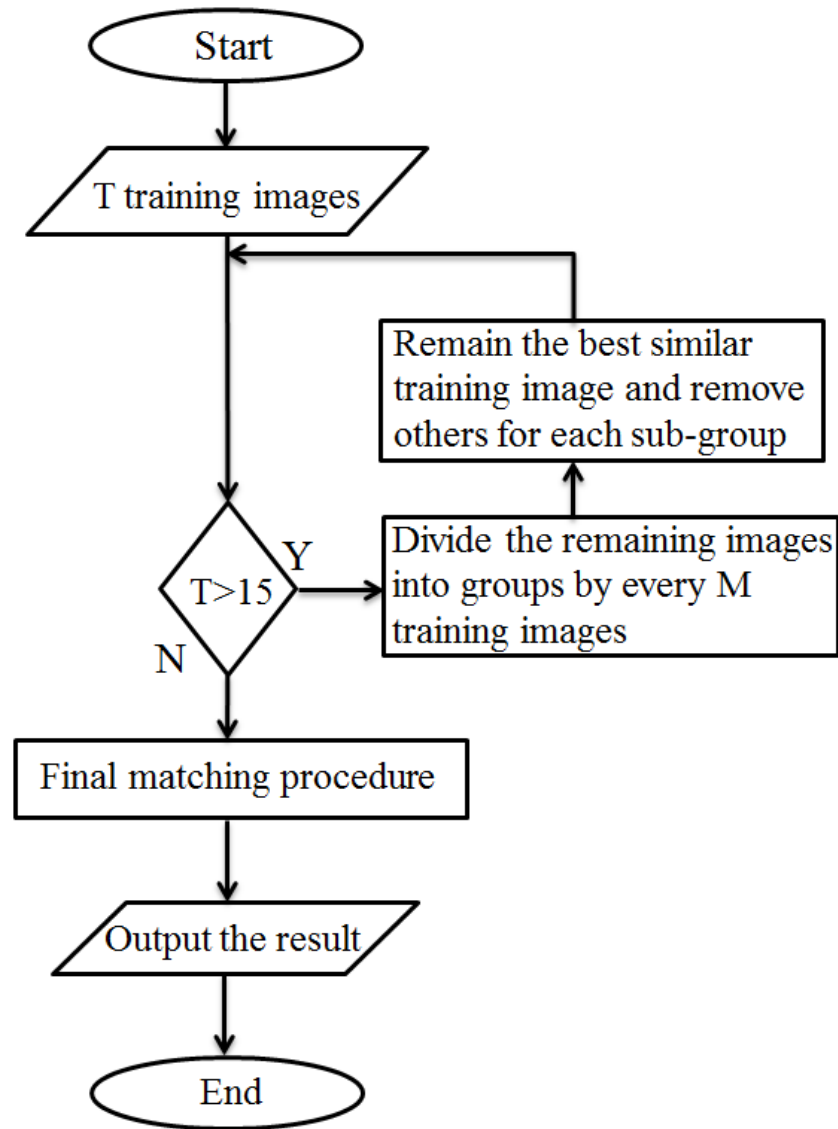 Start
T training images
Remain the best similar
training image and remove
others for each sub-group
T>15
Y
N
Divide the remaining images
into groups by every M
training images
Final matching procedure
Output the result
End